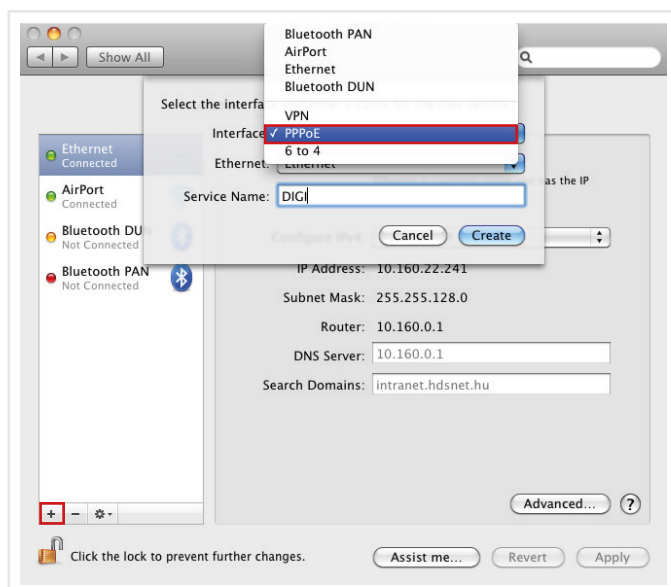 Bluetooth PAN
AirPort
Ethernet
Bluetooth DUN
VPN
✓ PPPoE
6 to 4
Show All
Select the interfa
Interface
Ethernet: Ethernet
Service Name: DIGI
Cancel Create
Ethernet
Connected
AirPort
Connected
Bluetooth DU
Not Connected
Bluetooth PAN
Not Connected
as the IP
Configure IPv4:
IP Address: 10.160.22.241
Subnet Mask: 255.255.128.0
Router: 10.160.0.1
DNS Server: 10.160.0.1
Search Domains: intranet.hdsnet.hu
Advanced... ?
+ −
Click the lock to prevent further changes.
Assist me... Revert Apply